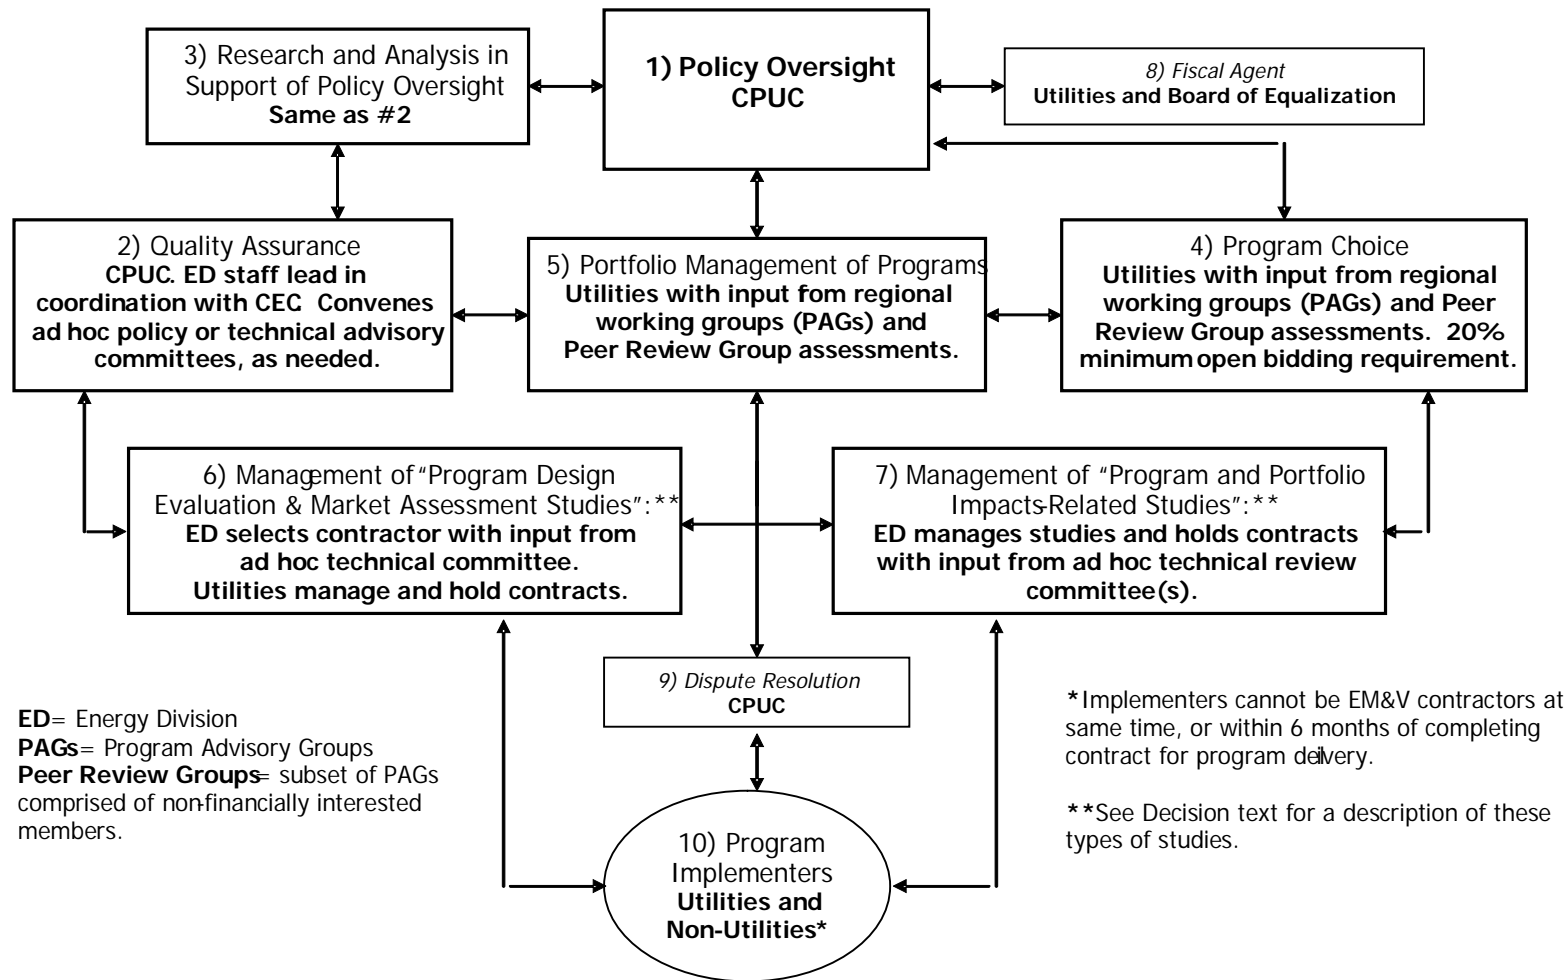 3) Research and Analysis in
Support of Policy Oversight
Same as #2
1) Policy Oversight
CPUC
8) Fiscal Agent
Utilities and Board of Equalization
2) Quality Assurance
CPUC. ED staff lead in
coordination with CEC. Convenes
ad hoc policy or technical advisory
committees, as needed.
5) Portfolio Management of Programs
Utilities with input fom regional
working groups (PAGs) and
Peer Review Group assessments.
4) Program Choice
Utilities with input from regional
working groups (PAGs) and Peer
Review Group assessments. 20%
minimum open bidding requirement.
6) Management of "Program Design
Evaluation & Market Assessment Studies":**
ED selects contractor with input from
ad hoc technical committee.
Utilities manage and hold contracts.
7) Management of "Program and Portfolio
Impacts-Related Studies":**
ED manages studies and holds contracts
with input from ad hoc technical review
committee(s).
9) Dispute Resolution
CPUC
ED= Energy Division
PAGs= Program Advisory Groups
Peer Review Groups= subset of PAGs
comprised of non-financially interested
members.
10) Program
Implementers
Utilities and
Non-Utilities*
*Implementers cannot be EM&V contractors at
same time, or within 6 months of completing
contract for program delivery.
**See Decision text for a description of these
types of studies.